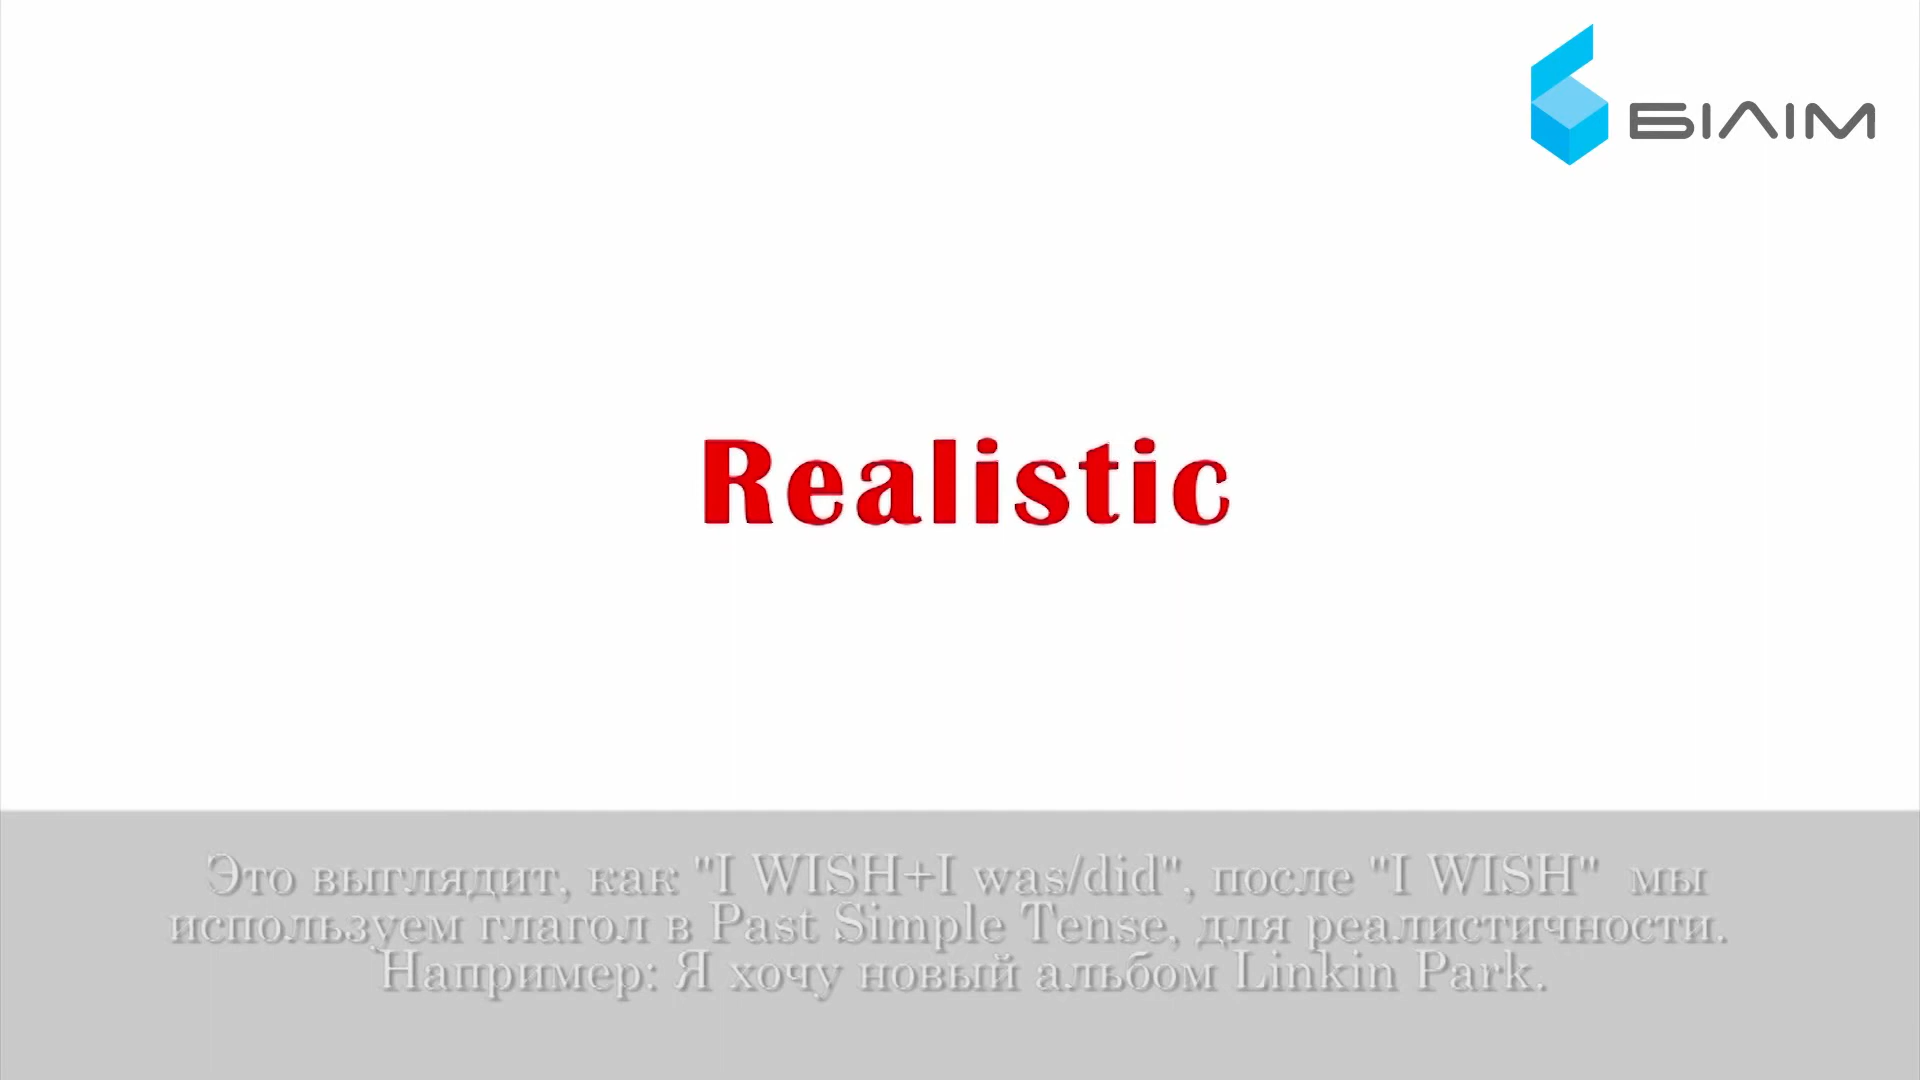 БІЛІМ
Realistic
Это выглядит, как "I WISH+I was/did", после "I WISH"  мы
используем глагол в Past Simple Tense, для реалистичности.
Например: Я хочу новый альбом Linkin Park.